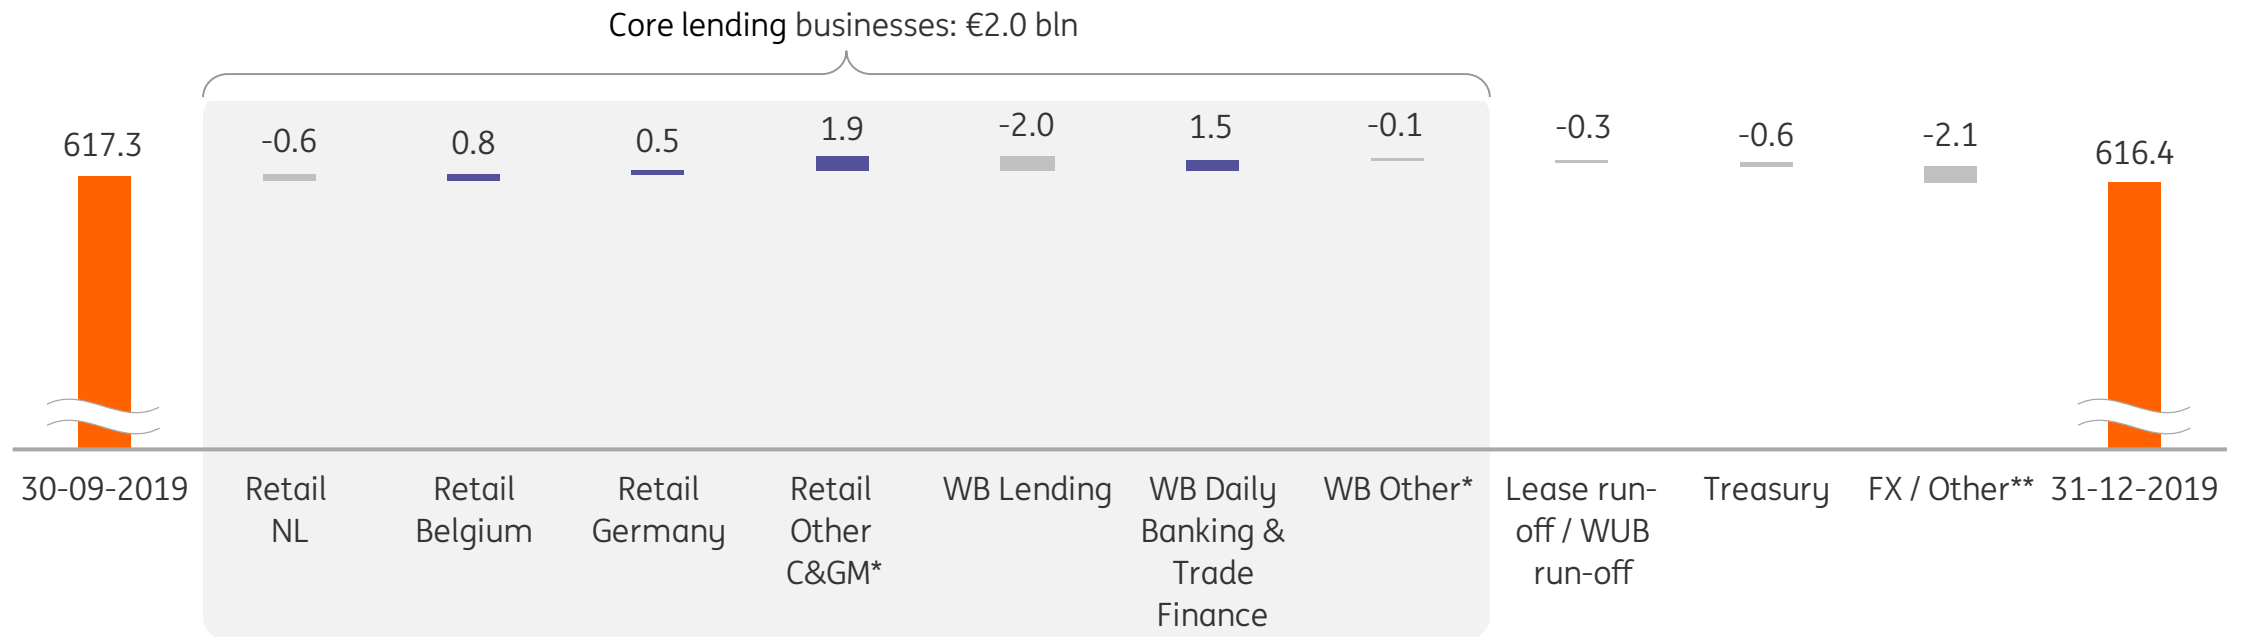 Core lending businesses: €2.0 bln
617.3
-0.6
0.8
0.5
1.9
-2.0
1.5
-0.1
-0.3
-0.6
-2.1
616.4
30-09-2019
Retail
NL
Retail
Belgium
Retail
Germany
Retail
Other
C&GM*
WB Lending
WB Daily
Banking &
Trade
Finance
WB Other*
Lease run-
off / WUB
run-off
Treasury
FX / Other**
31-12-2019